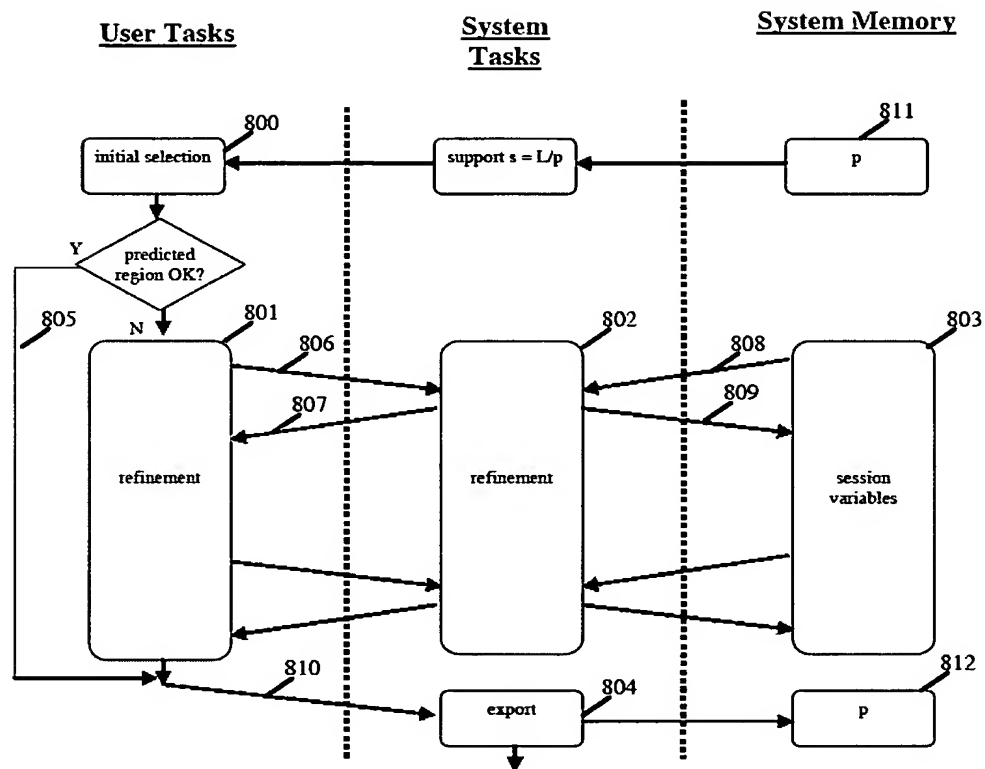 User Tasks
System
Tasks
System Memory
800
811
initial selection
support s = L/p
p
Y
predicted
region OK?
805
N
801
802
803
806
808
807
809
refinement
refinement
session
variables
810
804
812
export
p